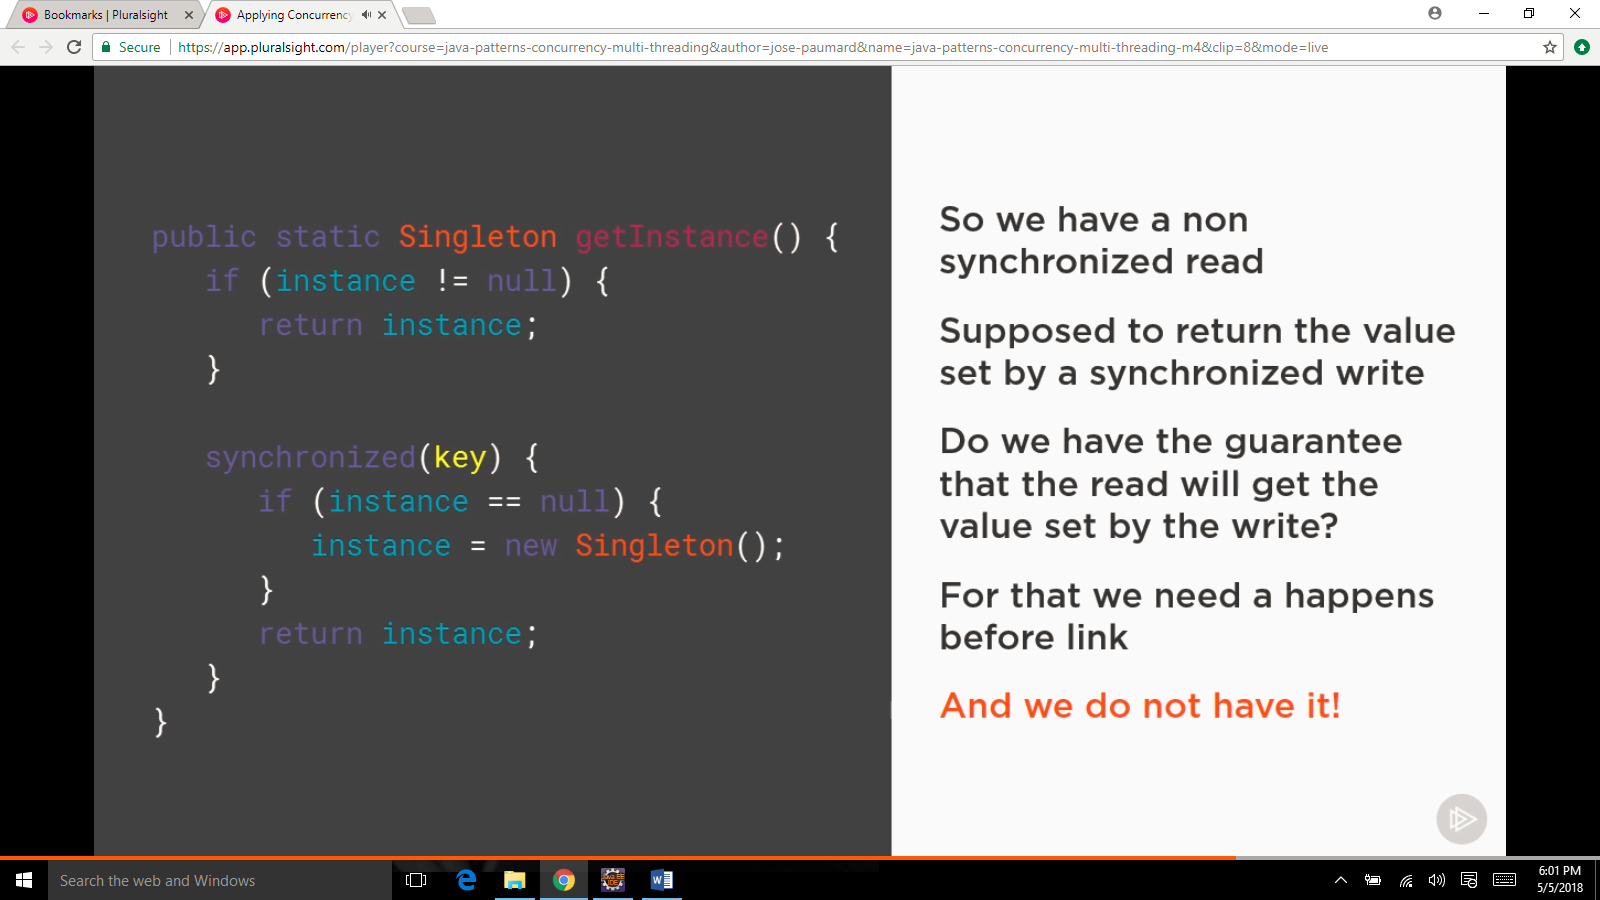 Bookmarks | Pluralsight
Applying Concurrency
Secure
https://app.pluralsight.com/player?course=java-patterns-concurrency-multi-threading&author=jose-paumard&name=java-patterns-concurrency-multi-threading-m4&clip=8&mode=live
public static Singleton getInstance() {
if (instance != null) {
return instance;
}
synchronized(key) {
if (instance == null) {
instance = new Singleton();
}
return instance;
}
}
So we have a non
synchronized read
Supposed to return the value
set by a synchronized write
Do we have the guarantee
that the read will get the
value set by the write?
For that we need a happens
before link
And we do not have it!
Search the web and Windows
6:01 PM
5/5/2018